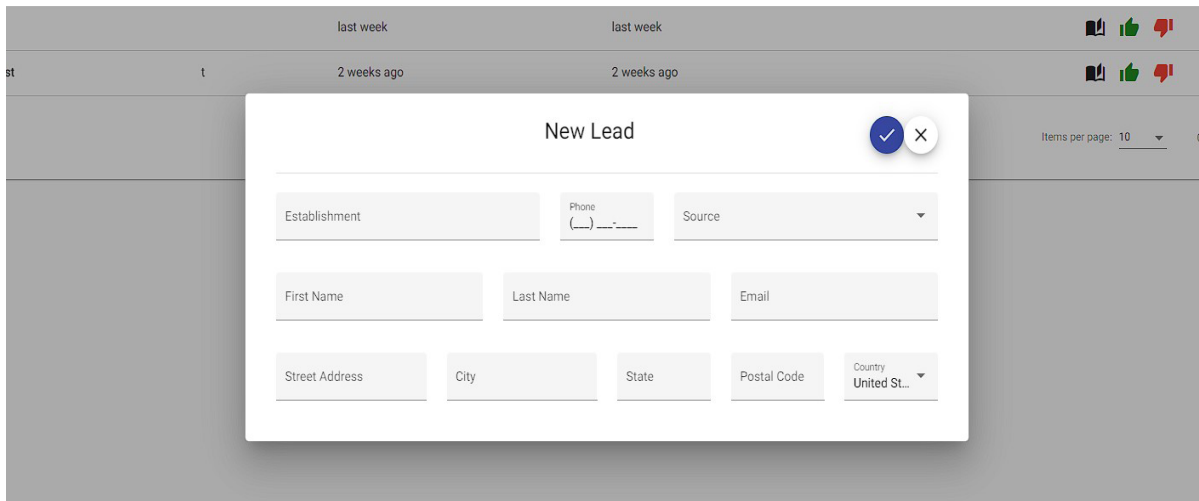 last week last week
st t 2 weeks ago 2 weeks ago
New Lead
Items per page: 10
Establishment Phone (___) ___-____ Source
First Name Last Name Email
Street Address City State Postal Code Country United St...